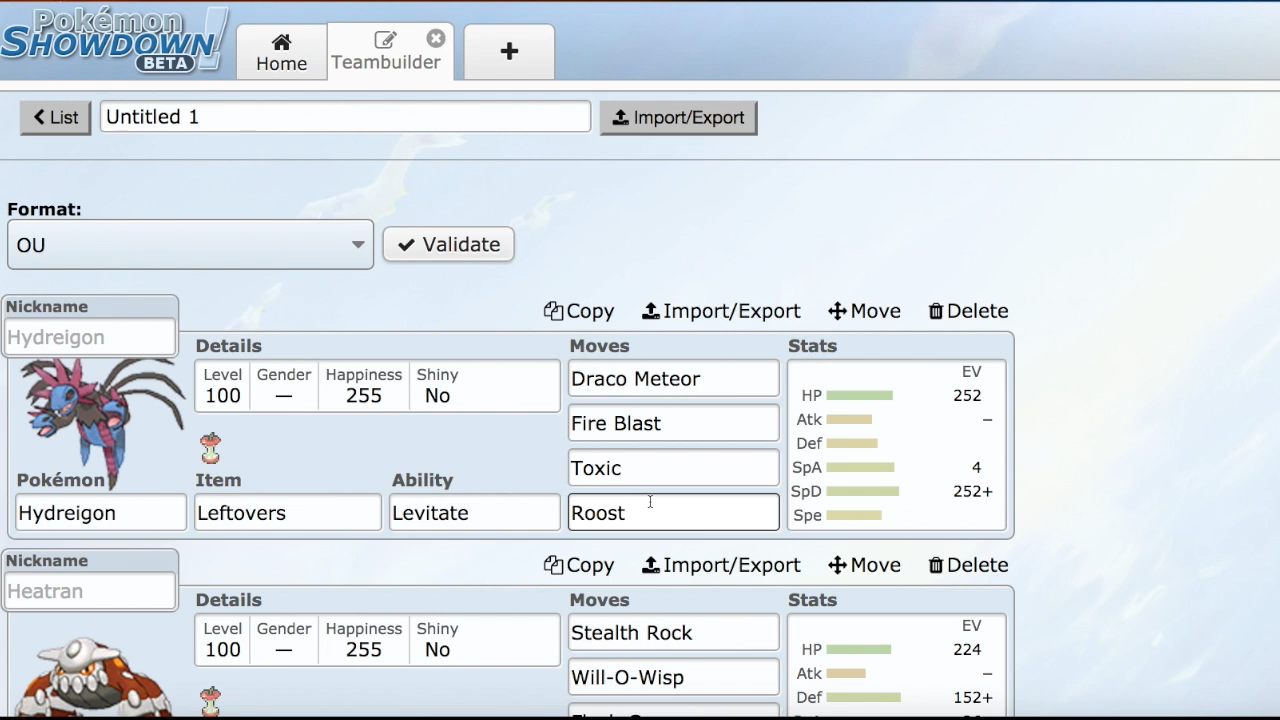 Pokémon
SHOWDOWN!
BETA
Home
Teambuilder
+
List
Untitled 1
Import/Export
Format:
OU
Validate
Nickname
Hydreigon
Copy
Import/Export
Move
Delete
Details
Moves
Stats
Level
Gender
Happiness
Shiny
100
—
255
No
Draco Meteor
Fire Blast
Toxic
Roost
EV
HP 252
Atk –
Def
SpA 4
SpD 252+
Spe
Pokémon
Item
Ability
Hydreigon
Leftovers
Levitate
Nickname
Heatran
Copy
Import/Export
Move
Delete
Details
Moves
Stats
Level
Gender
Happiness
Shiny
100
—
255
No
Stealth Rock
Will-O-Wisp
EV
HP 224
Atk –
Def 152+